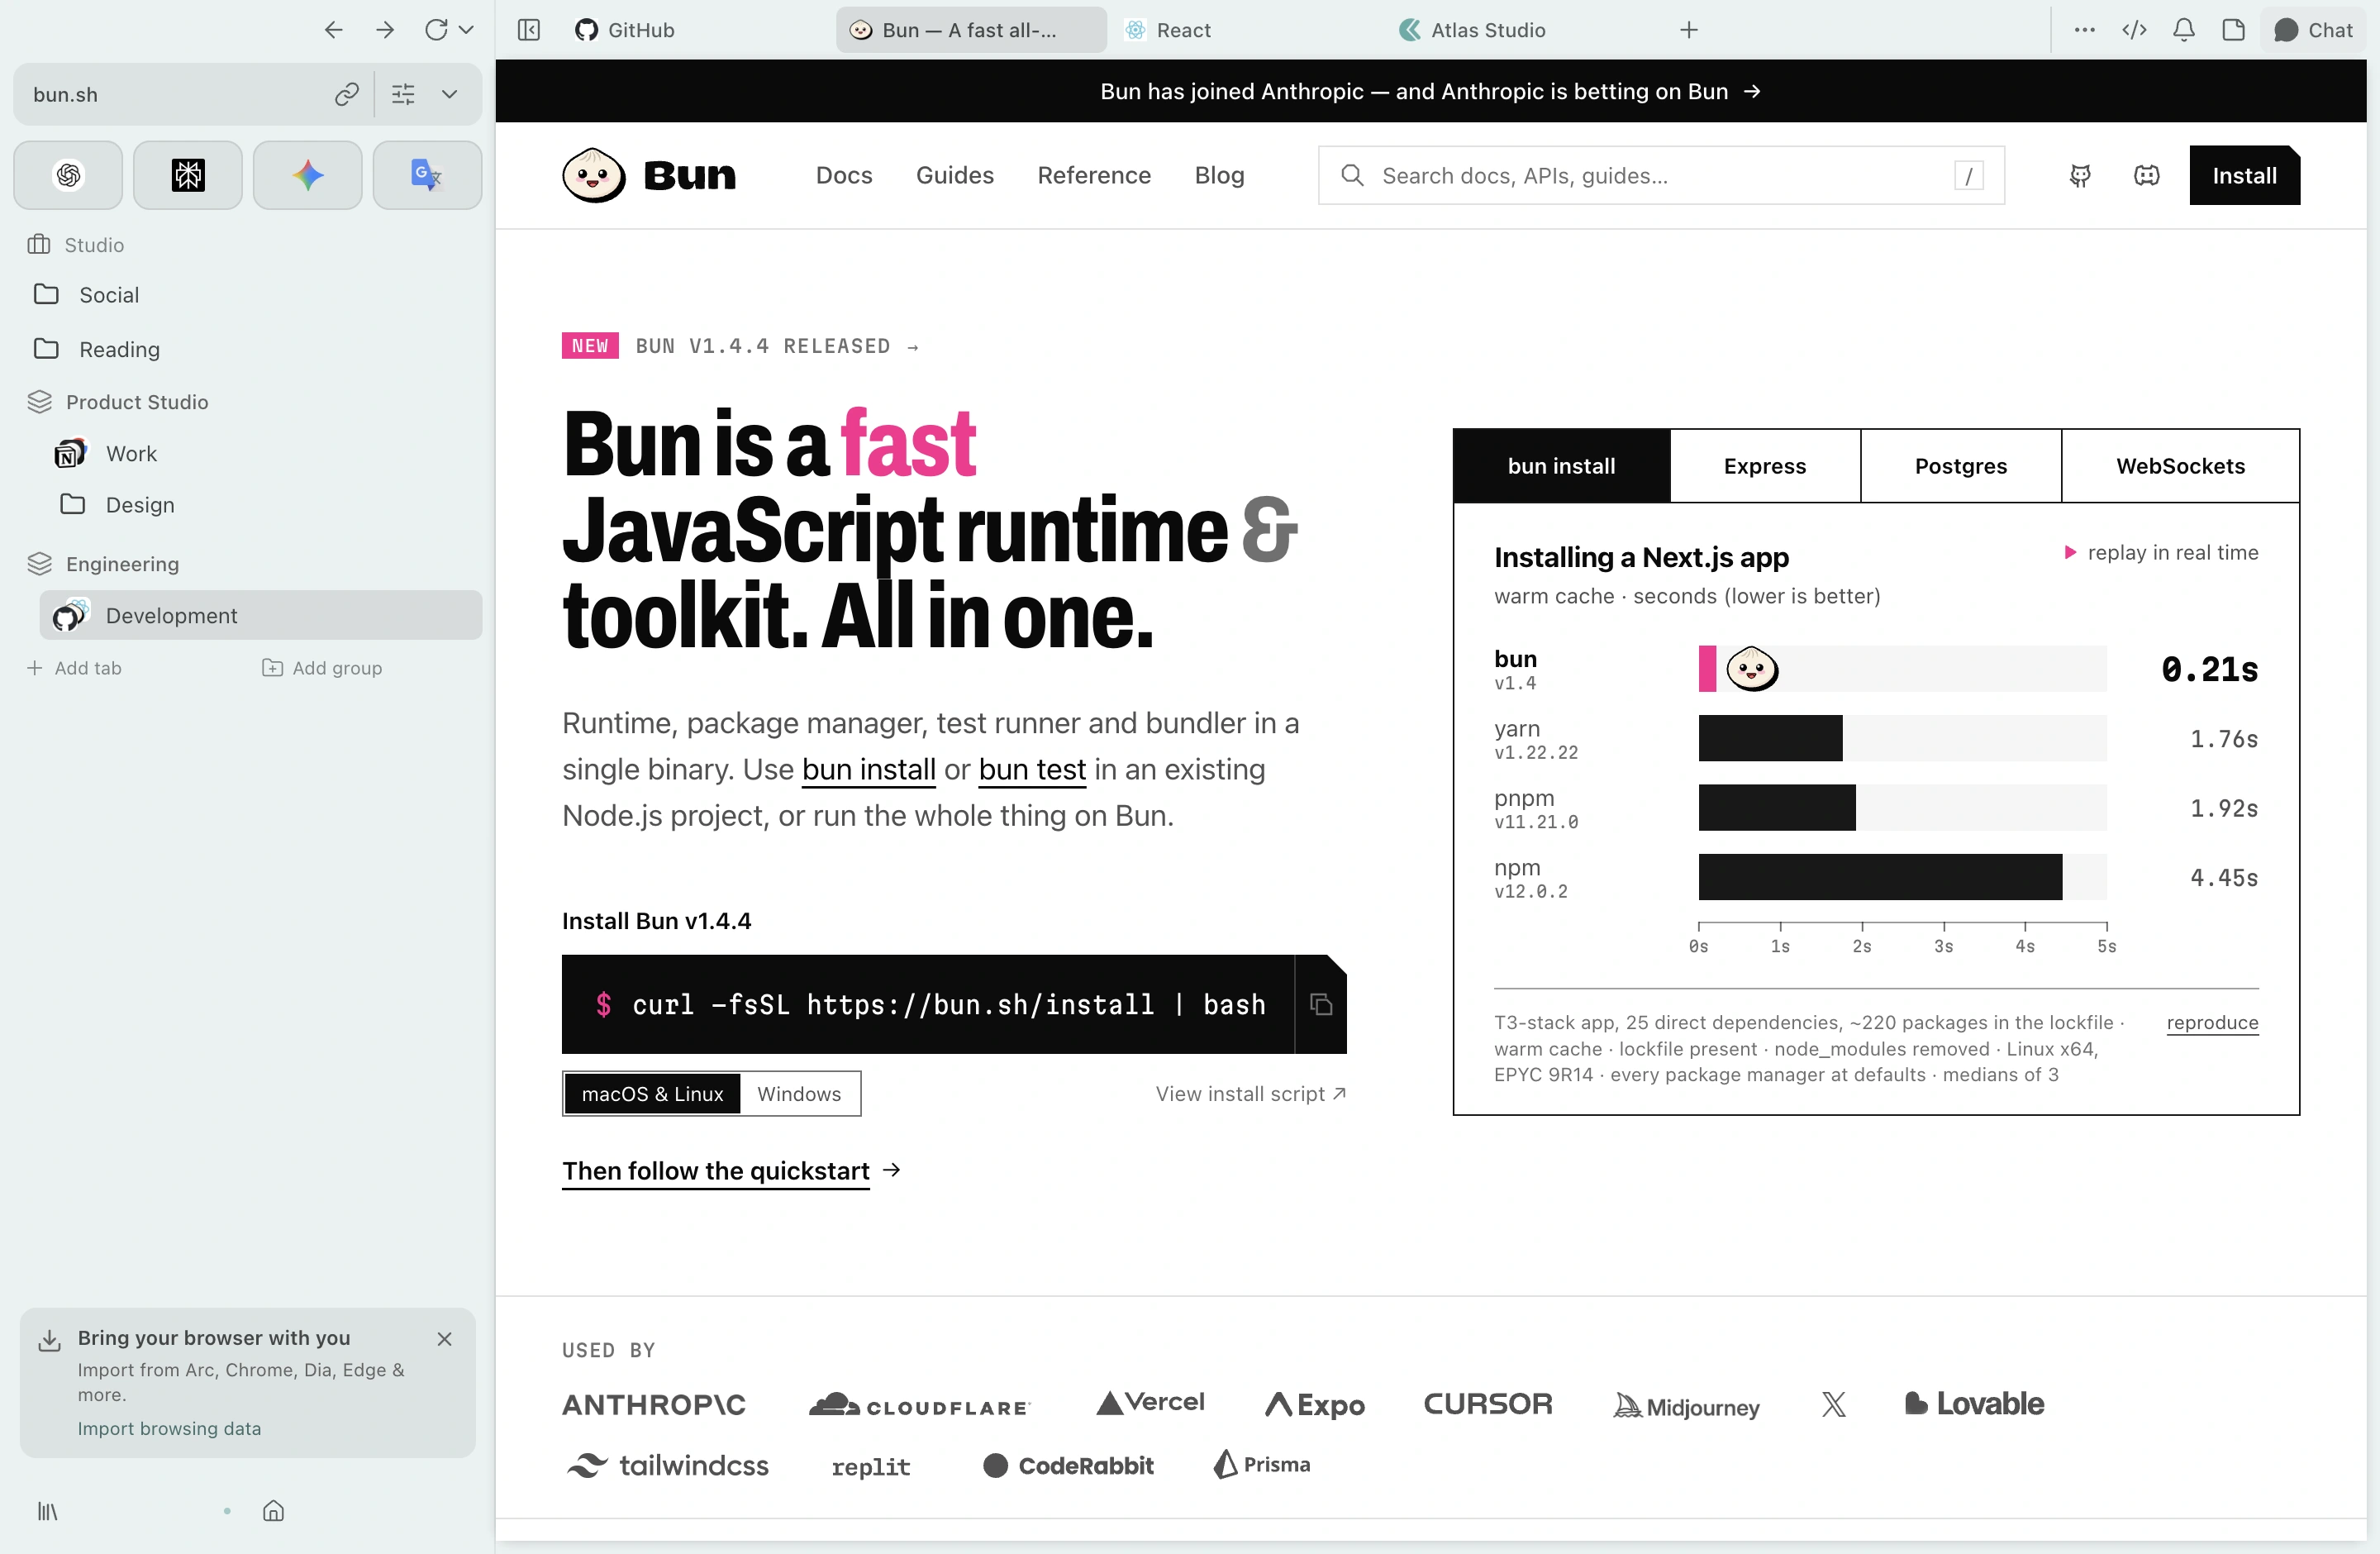 GitHub
Bun — A fast all-...
React
Atlas Studio
Chat
bun.sh
Studio
Social
Reading
Product Studio
Work
Design
Engineering
Development
Add tab
Add group
Bring your browser with you
Import from Arc, Chrome, Dia, Edge &
more.
Import browsing data
Bun has joined Anthropic — and Anthropic is betting on Bun →
Bun
Docs
Guides
Reference
Blog
Search docs, APIs, guides...
/
Install
NEW BUN V1.4.4 RELEASED →
Bun is a fast
JavaScript runtime &
toolkit. All in one.
Runtime, package manager, test runner and bundler in a
single binary. Use bun install or bun test in an existing
Node.js project, or run the whole thing on Bun.
Install Bun v1.4.4
$ curl -fsSL https://bun.sh/install | bash
macOS & Linux
Windows
View install script ↗
Then follow the quickstart →
bun install
Express
Postgres
WebSockets
Installing a Next.js app
replay in real time
warm cache · seconds (lower is better)
bun
v1.4
0.21s
yarn
v1.22.22
1.76s
pnpm
v11.21.0
1.92s
npm
v12.0.2
4.45s
0s 1s 2s 3s 4s 5s
T3-stack app, 25 direct dependencies, ~220 packages in the lockfile ·
warm cache · lockfile present · node_modules removed · Linux x64,
EPYC 9R14 · every package manager at defaults · medians of 3
reproduce
USED BY
ANTHROP\C
CLOUDFLARE
Vercel
Expo
CURSOR
Midjourney
X
Lovable
tailwindcss
replit
CodeRabbit
Prisma